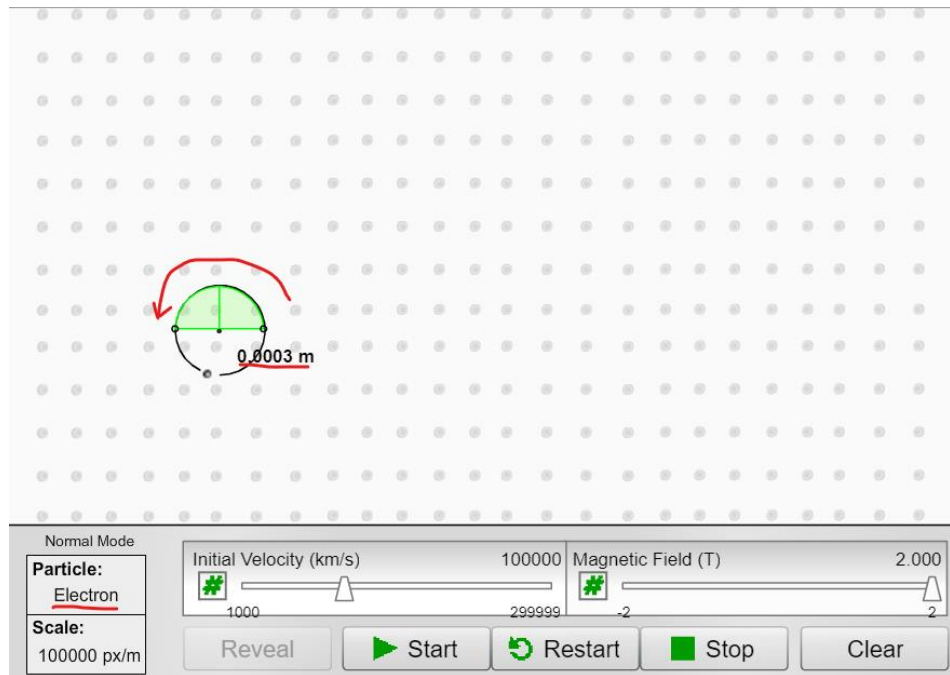 0.0003 m
Normal Mode
Particle:
Electron
Scale:
100000 px/m
Initial Velocity (km/s) 100000
#
1000 299999
Magnetic Field (T) 2.000
#
-2 2
Reveal Start Restart Stop Clear